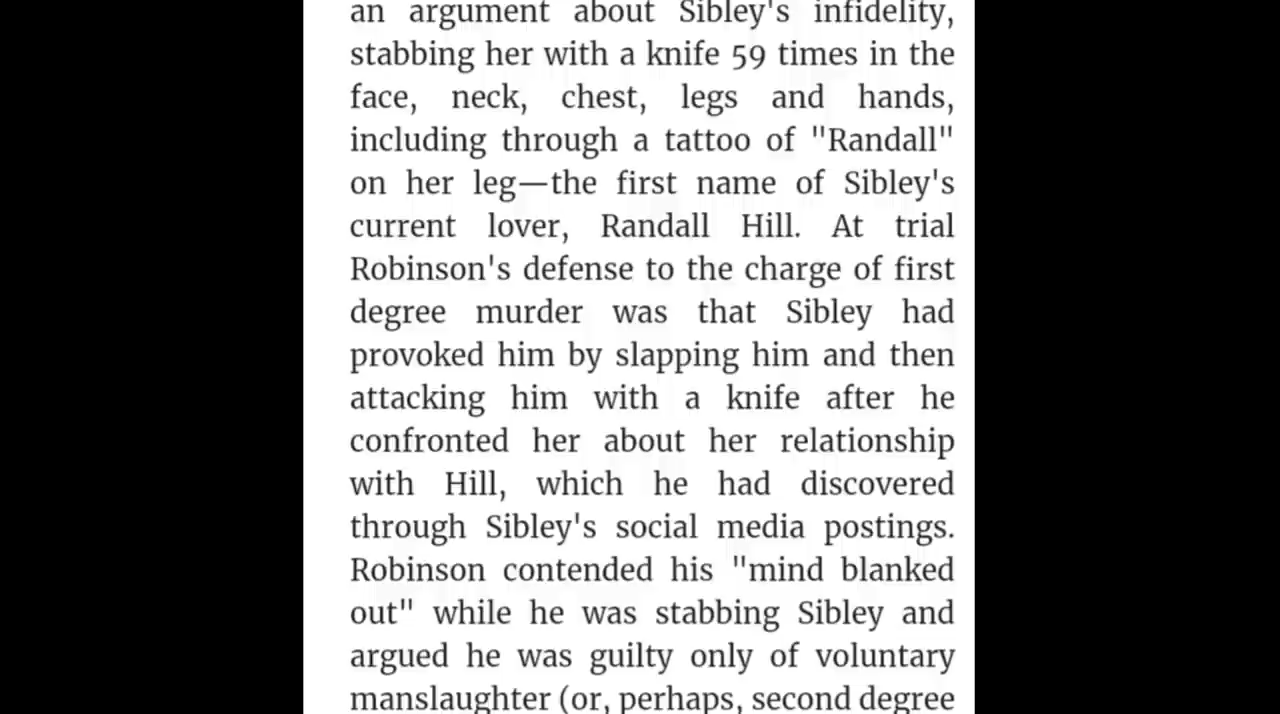 an argument about Sibley's infidelity,
stabbing her with a knife 59 times in the
face, neck, chest, legs and hands,
including through a tattoo of "Randall"
on her leg—the first name of Sibley's
current lover, Randall Hill. At trial
Robinson's defense to the charge of first
degree murder was that Sibley had
provoked him by slapping him and then
attacking him with a knife after he
confronted her about her relationship
with Hill, which he had discovered
through Sibley's social media postings.
Robinson contended his "mind blanked
out" while he was stabbing Sibley and
argued he was guilty only of voluntary
manslaughter (or, perhaps, second degree